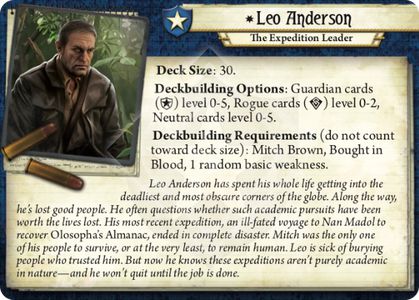 Leo Anderson
The Expedition Leader
Deck Size: 30.
Deckbuilding Options: Guardian cards
() level 0-5, Rogue cards () level 0-2,
Neutral cards level 0-5.
Deckbuilding Requirements (do not count
toward deck size): Mitch Brown, Bought in
Blood, 1 random basic weakness.
Leo Anderson has spent his whole life getting into the
deadliest and most obscure corners of the globe. Along the way,
he's lost good people. He often questions whether such academic pursuits have been
worth the lives lost. His most recent expedition, an ill-fated voyage to Nan Madol to
recover Olosopha's Almanac, ended in complete disaster. Mitch was the only one
of his people to survive, or at the very least, to remain human. Leo is sick of burying
people who trusted him. But now he knows these expeditions aren't purely academic
in nature—and he won't quit until the job is done.